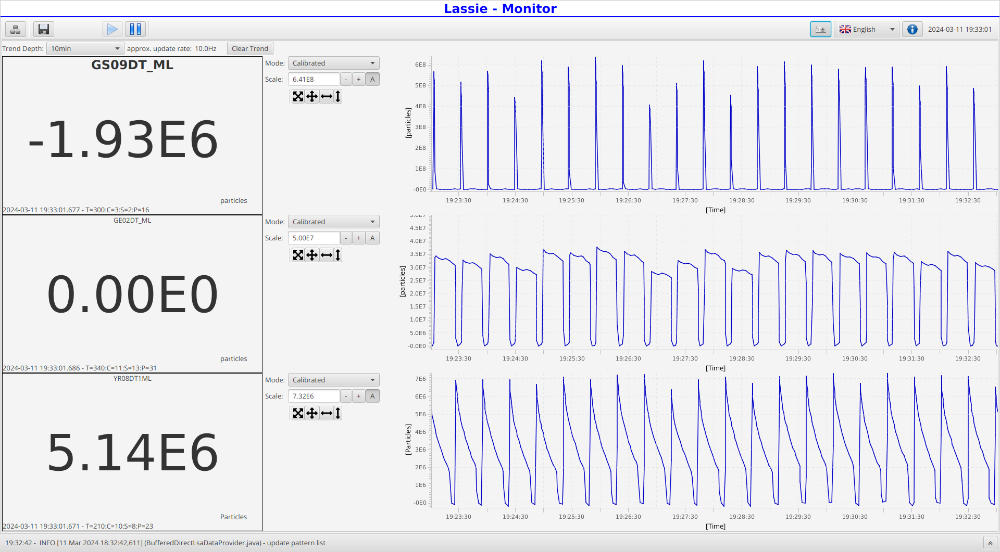 Lassie - Monitor
English
2024-03-11 19:33:01
Trend Depth: 10min approx. update rate: 10.0Hz Clear Trend
GS09DT_ML
-1.93E6
particles
2024-03-11 19:33:01.677 - T=300:C=3:S=2:P=16
Mode: Calibrated
Scale: 6.41E8 - + A
[particles]
6E8
5E8
4E8
3E8
2E8
1E8
-0E0
19:23:30 19:24:30 19:25:30 19:26:30 19:27:30 19:28:30 19:29:30 19:30:30 19:31:30 19:32:30
[Time]
GE02DT_ML
0.00E0
particles
2024-03-11 19:33:01.686 - T=340:C=11:S=13:P=31
Mode: Calibrated
Scale: 5.00E7 - + A
[particles]
5.0E7
4.5E7
4.0E7
3.5E7
3.0E7
2.5E7
2.0E7
1.5E7
1.0E7
5.0E6
-0.0E0
19:23:30 19:24:30 19:25:30 19:26:30 19:27:30 19:28:30 19:29:30 19:30:30 19:31:30 19:32:30
[Time]
YR08DT1ML
5.14E6
Particles
2024-03-11 19:33:01.671 - T=210:C=10:S=8:P=23
Mode: Calibrated
Scale: 7.32E6 - + A
[Particles]
7E6
6E6
5E6
4E6
3E6
2E6
1E6
-0E0
19:23:30 19:24:30 19:25:30 19:26:30 19:27:30 19:28:30 19:29:30 19:30:30 19:31:30 19:32:30
[Time]
19:32:42 - INFO [11 Mar 2024 18:32:42,611] (BufferedDirectLsaDataProvider.java) - update pattern list